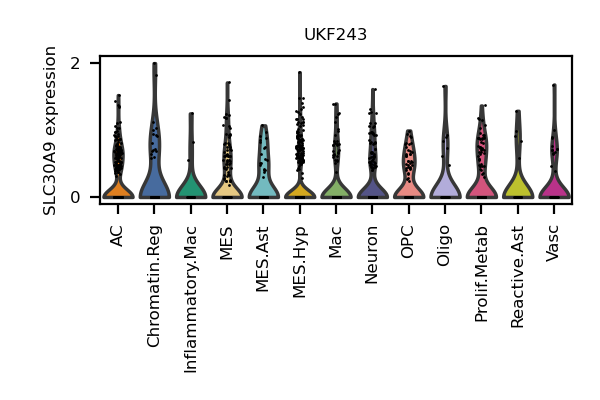 UKF243
SLC30A9 expression
2
0
AC
Chromatin.Reg
Inflammatory.Mac
MES
MES.Ast
MES.Hyp
Mac
Neuron
OPC
Oligo
Prolif.Metab
Reactive.Ast
Vasc